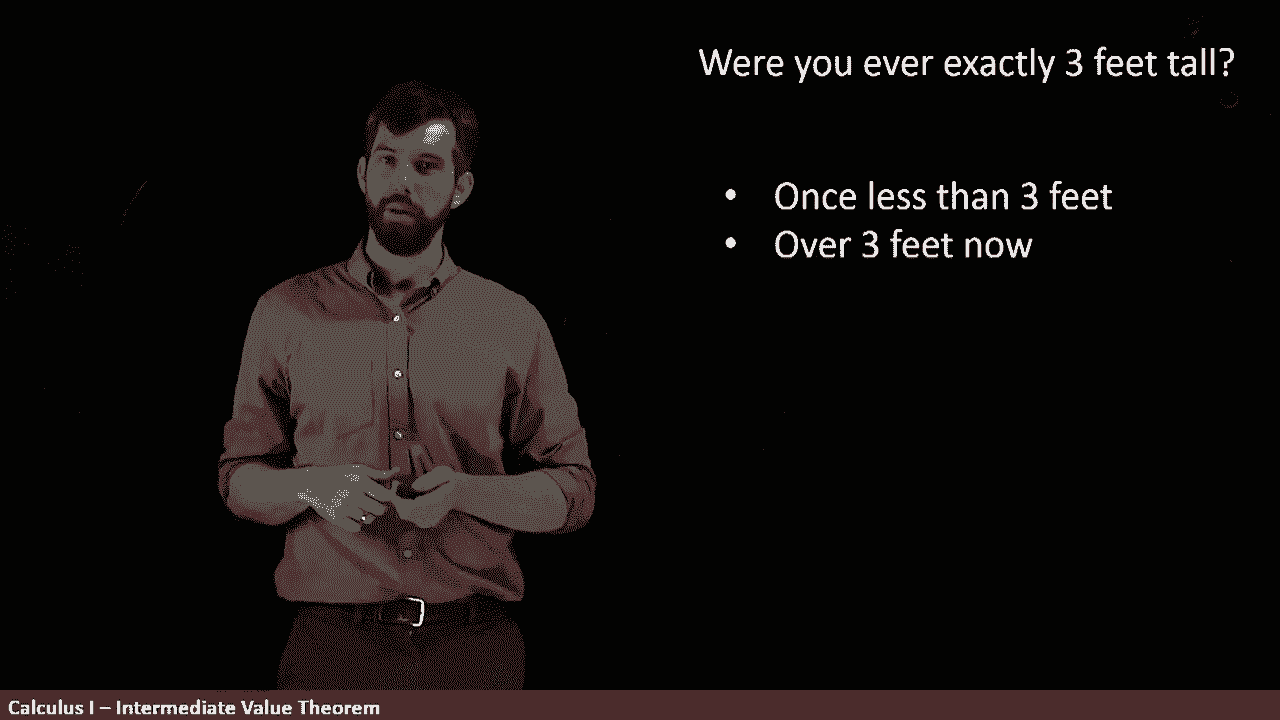 Were you ever exactly 3 feet tall?
• Once less than 3 feet
• Over 3 feet now
Calculus I – Intermediate Value Theorem